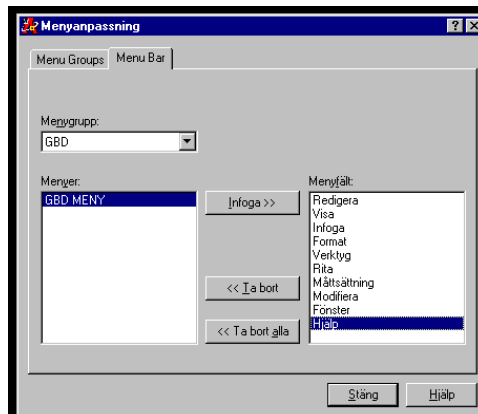 Menyanpassning
Menu Groups
Menu Bar
Menygrupp:
GBD
Menyer:
GBD MENY
Infoga >>
<< Ta bort
<< Ta bort alla
Menyfält:
Redigera
Visa
Infoga
Format
Verktyg
Rita
Måttsättning
Modifiera
Fönster
Hjälp
Stäng
Hjälp